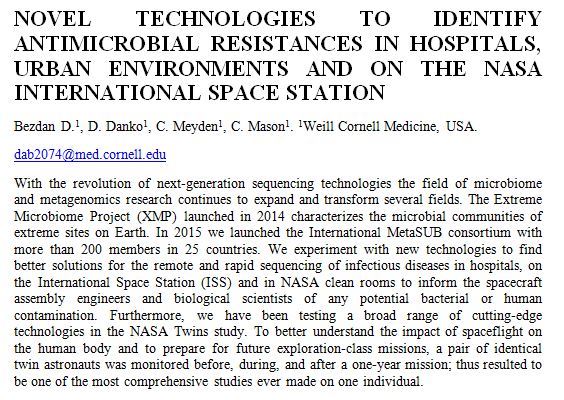 NOVEL TECHNOLOGIES TO IDENTIFY
ANTIMICROBIAL RESISTANCES IN HOSPITALS,
URBAN ENVIRONMENTS AND ON THE NASA
INTERNATIONAL SPACE STATION
Bezdan D.¹, D. Danko¹, C. Meyden¹, C. Mason¹. ¹Weill Cornell Medicine, USA.
dab2074@med.cornell.edu
With the revolution of next-generation sequencing technologies the field of microbiome
and metagenomics research continues to expand and transform several fields. The Extreme
Microbiome Project (XMP) launched in 2014 characterizes the microbial communities of
extreme sites on Earth. In 2015 we launched the International MetaSUB consortium with
more than 200 members in 25 countries. We experiment with new technologies to find
better solutions for the remote and rapid sequencing of infectious diseases in hospitals, on
the International Space Station (ISS) and in NASA clean rooms to inform the spacecraft
assembly engineers and biological scientists of any potential bacterial or human
contamination. Furthermore, we have been testing a broad range of cutting-edge
technologies in the NASA Twins study. To better understand the impact of spaceflight on
the human body and to prepare for future exploration-class missions, a pair of identical
twin astronauts was monitored before, during, and after a one-year mission; thus resulted to
be one of the most comprehensive studies ever made on one individual.